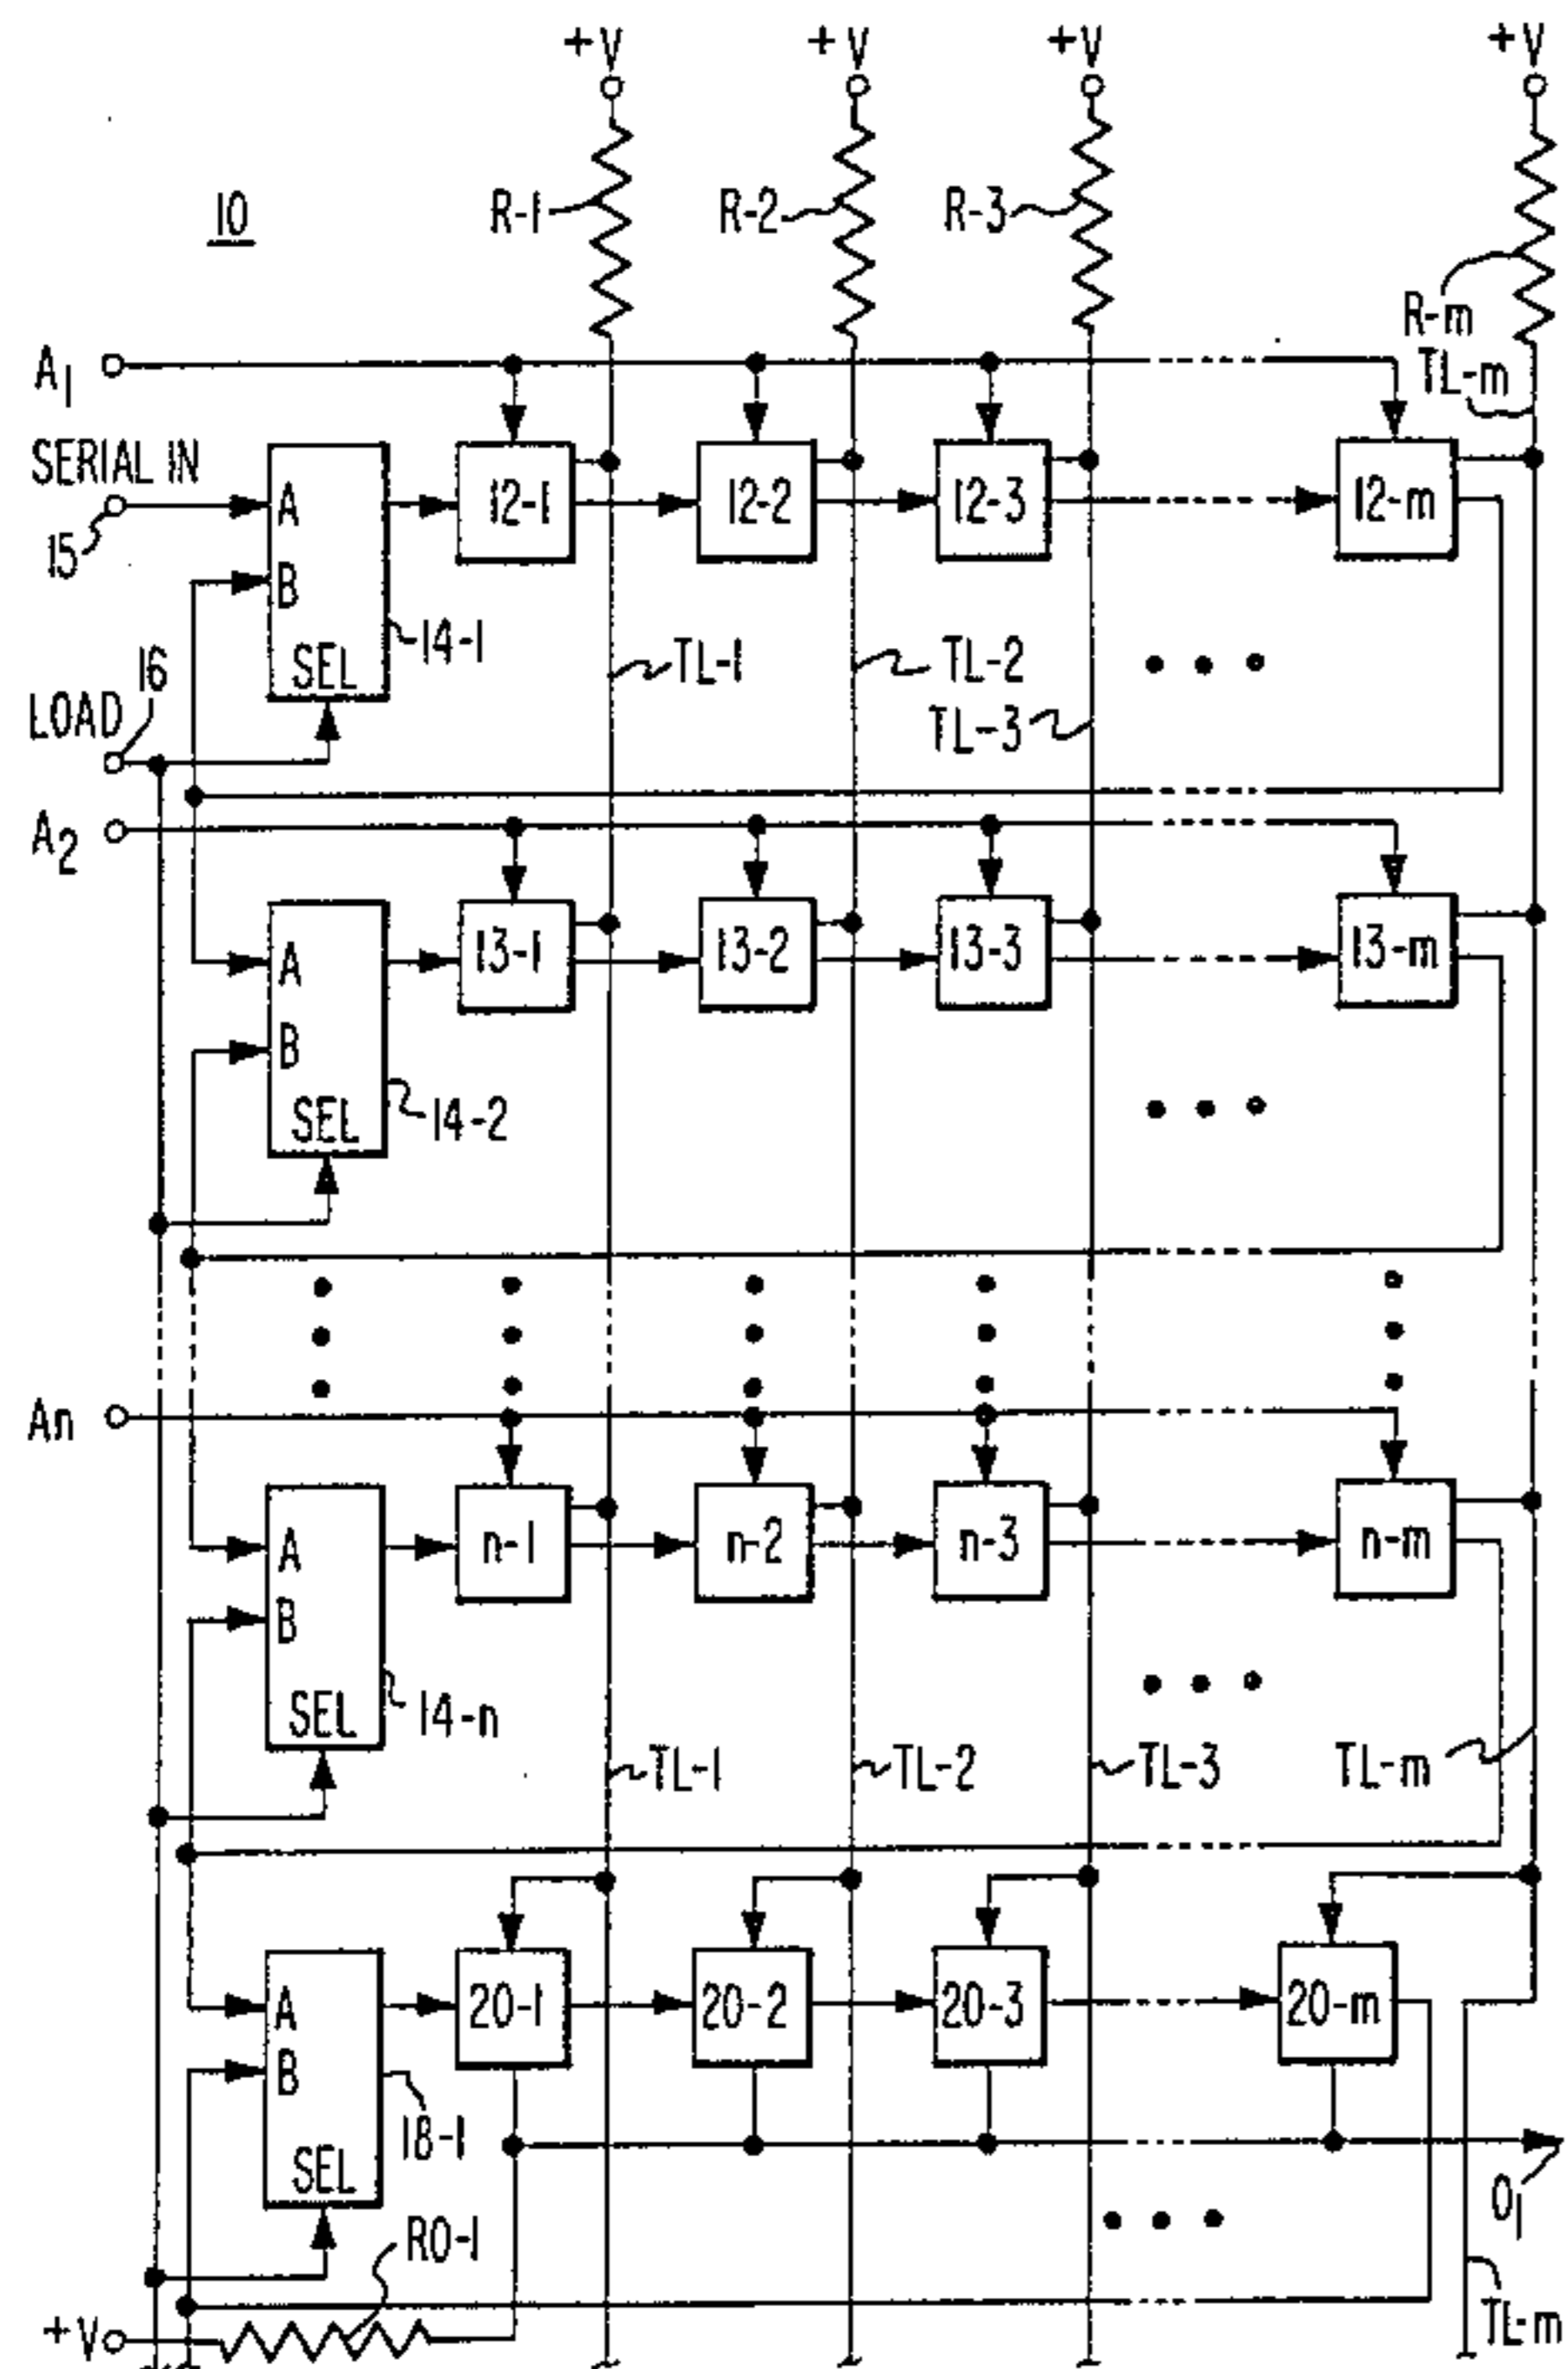 +V +V +V +V
10
R-1 R-2 R-3 R-m
A1
TL-m
SERIAL IN
15
A
B
SEL
14-1
12-1 12-2 12-3 12-m
16
LOAD
TL-1 TL-2
TL-3
A2
A
B
SEL
14-2
13-1 13-2 13-3 13-m
An
A
B
SEL
14-n
n-1 n-2 n-3 n-m
TL-1 TL-2 TL-3 TL-m
A
B
SEL
18-1
20-1 20-2 20-3 20-m
O1
RO-1
+V
TL-m